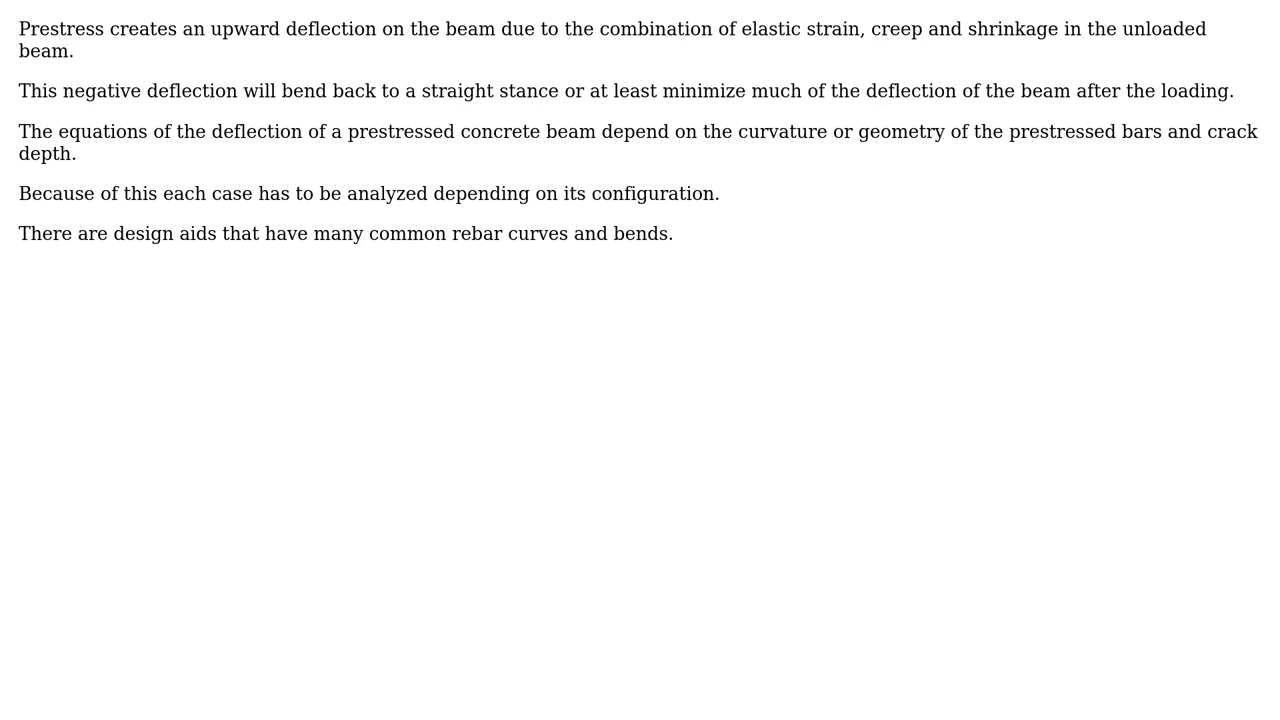 Prestress creates an upward deflection on the beam due to the combination of elastic strain, creep and shrinkage in the unloaded
beam.
This negative deflection will bend back to a straight stance or at least minimize much of the deflection of the beam after the loading.
The equations of the deflection of a prestressed concrete beam depend on the curvature or geometry of the prestressed bars and crack
depth.
Because of this each case has to be analyzed depending on its configuration.
There are design aids that have many common rebar curves and bends.